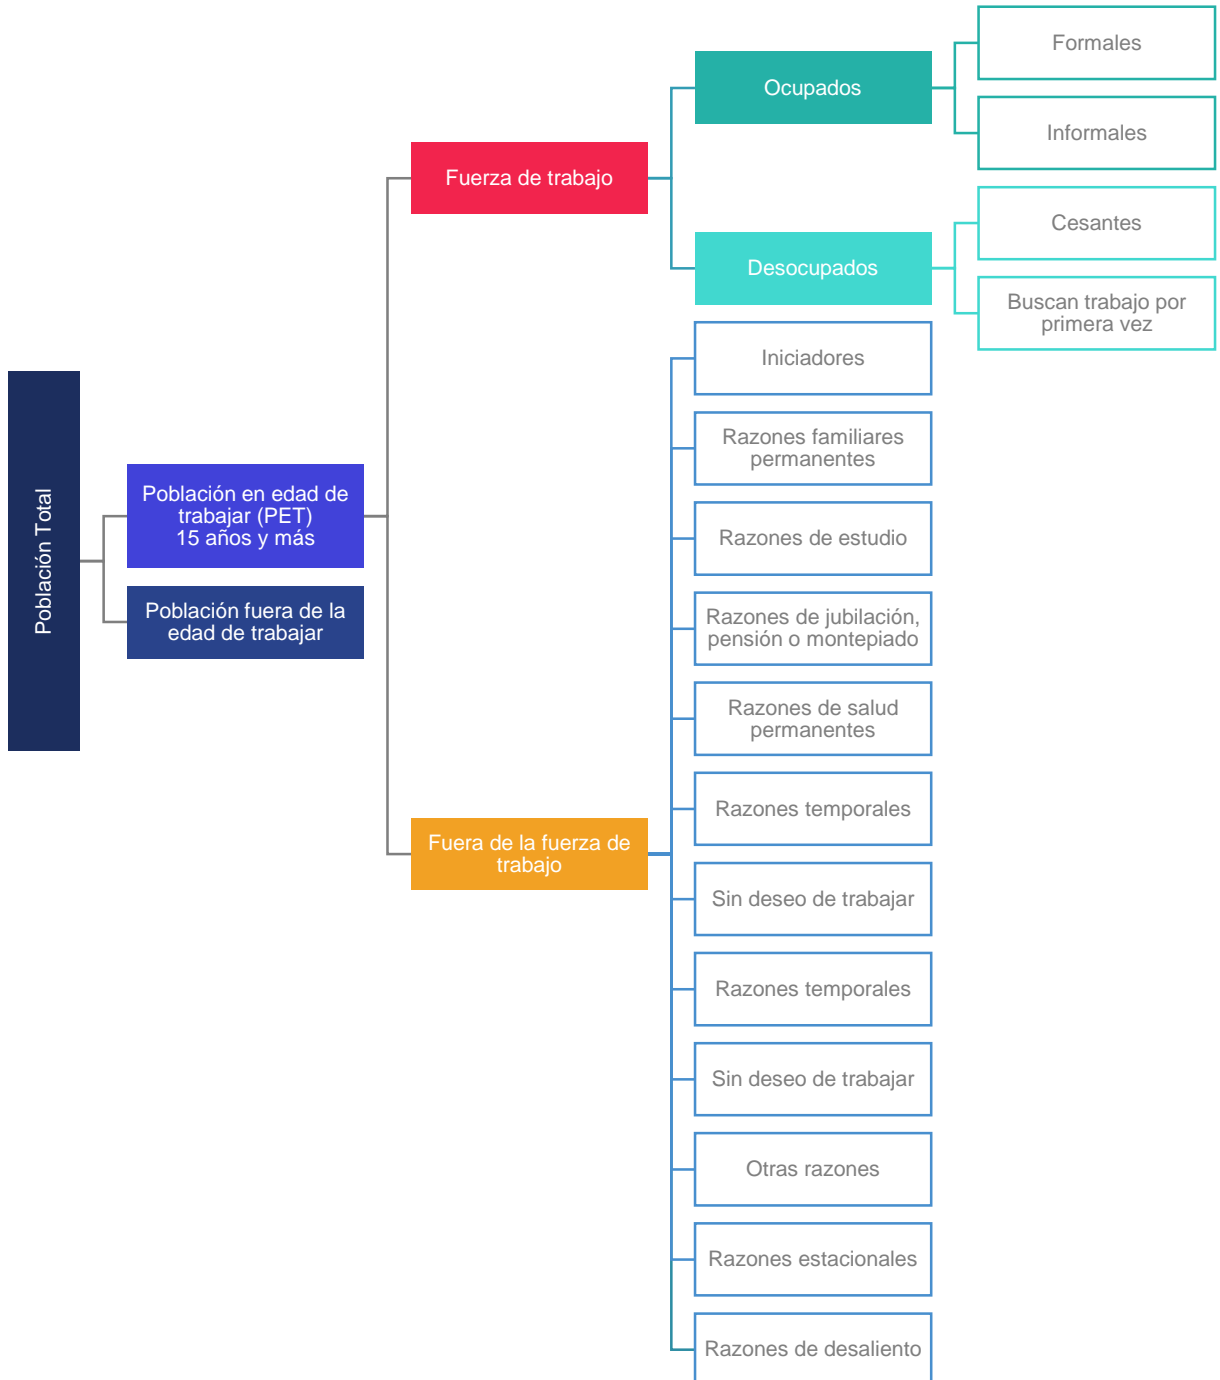 Población Total
Población en edad de
trabajar (PET)
15 años y más
Población fuera de la
edad de trabajar
Fuerza de trabajo
Fuera de la fuerza de
trabajo
Ocupados
Desocupados
Formales
Informales
Cesantes
Buscan trabajo por
primera vez
Iniciadores
Razones familiares
permanentes
Razones de estudio
Razones de jubilación,
pensión o montepiado
Razones de salud
permanentes
Razones temporales
Sin deseo de trabajar
Razones temporales
Sin deseo de trabajar
Otras razones
Razones estacionales
Razones de desaliento